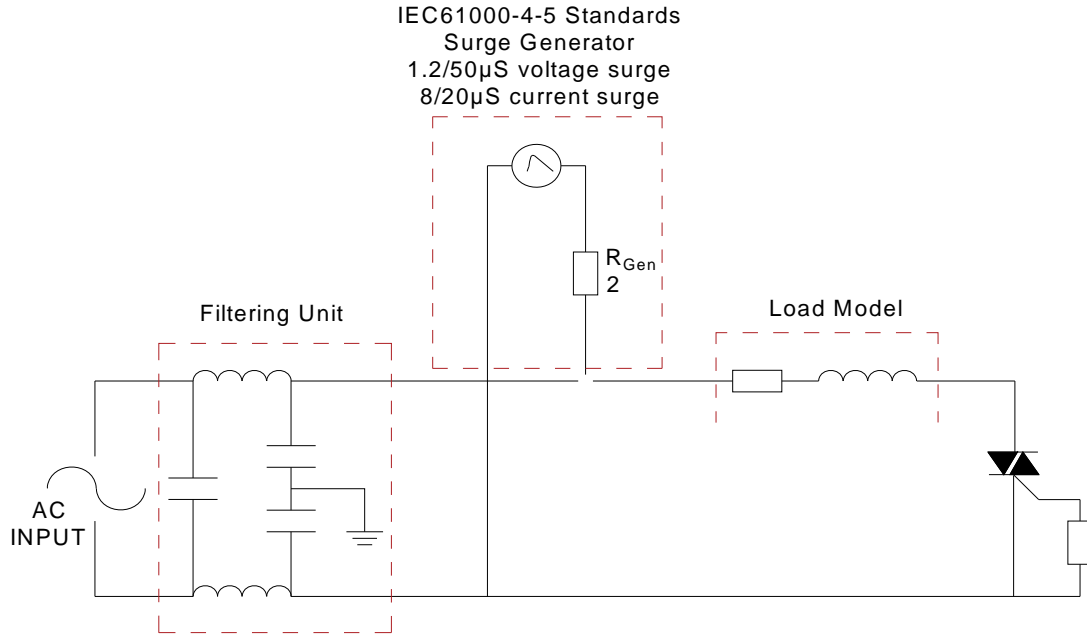 IEC61000-4-5 Standards
Surge Generator
1.2/50µS voltage surge
8/20µS current surge
R_Gen
2
Filtering Unit
Load Model
AC
INPUT